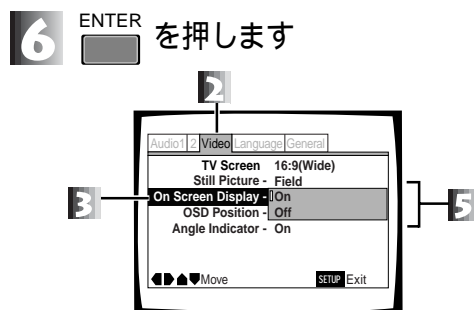 6 ENTER を押します
2
Audio1 2 Video Language General
TV Screen 16:9(Wide)
Still Picture - Field
3 On Screen Display - On
OSD Position - Off
5
Angle Indicator - On
Move SETUP Exit